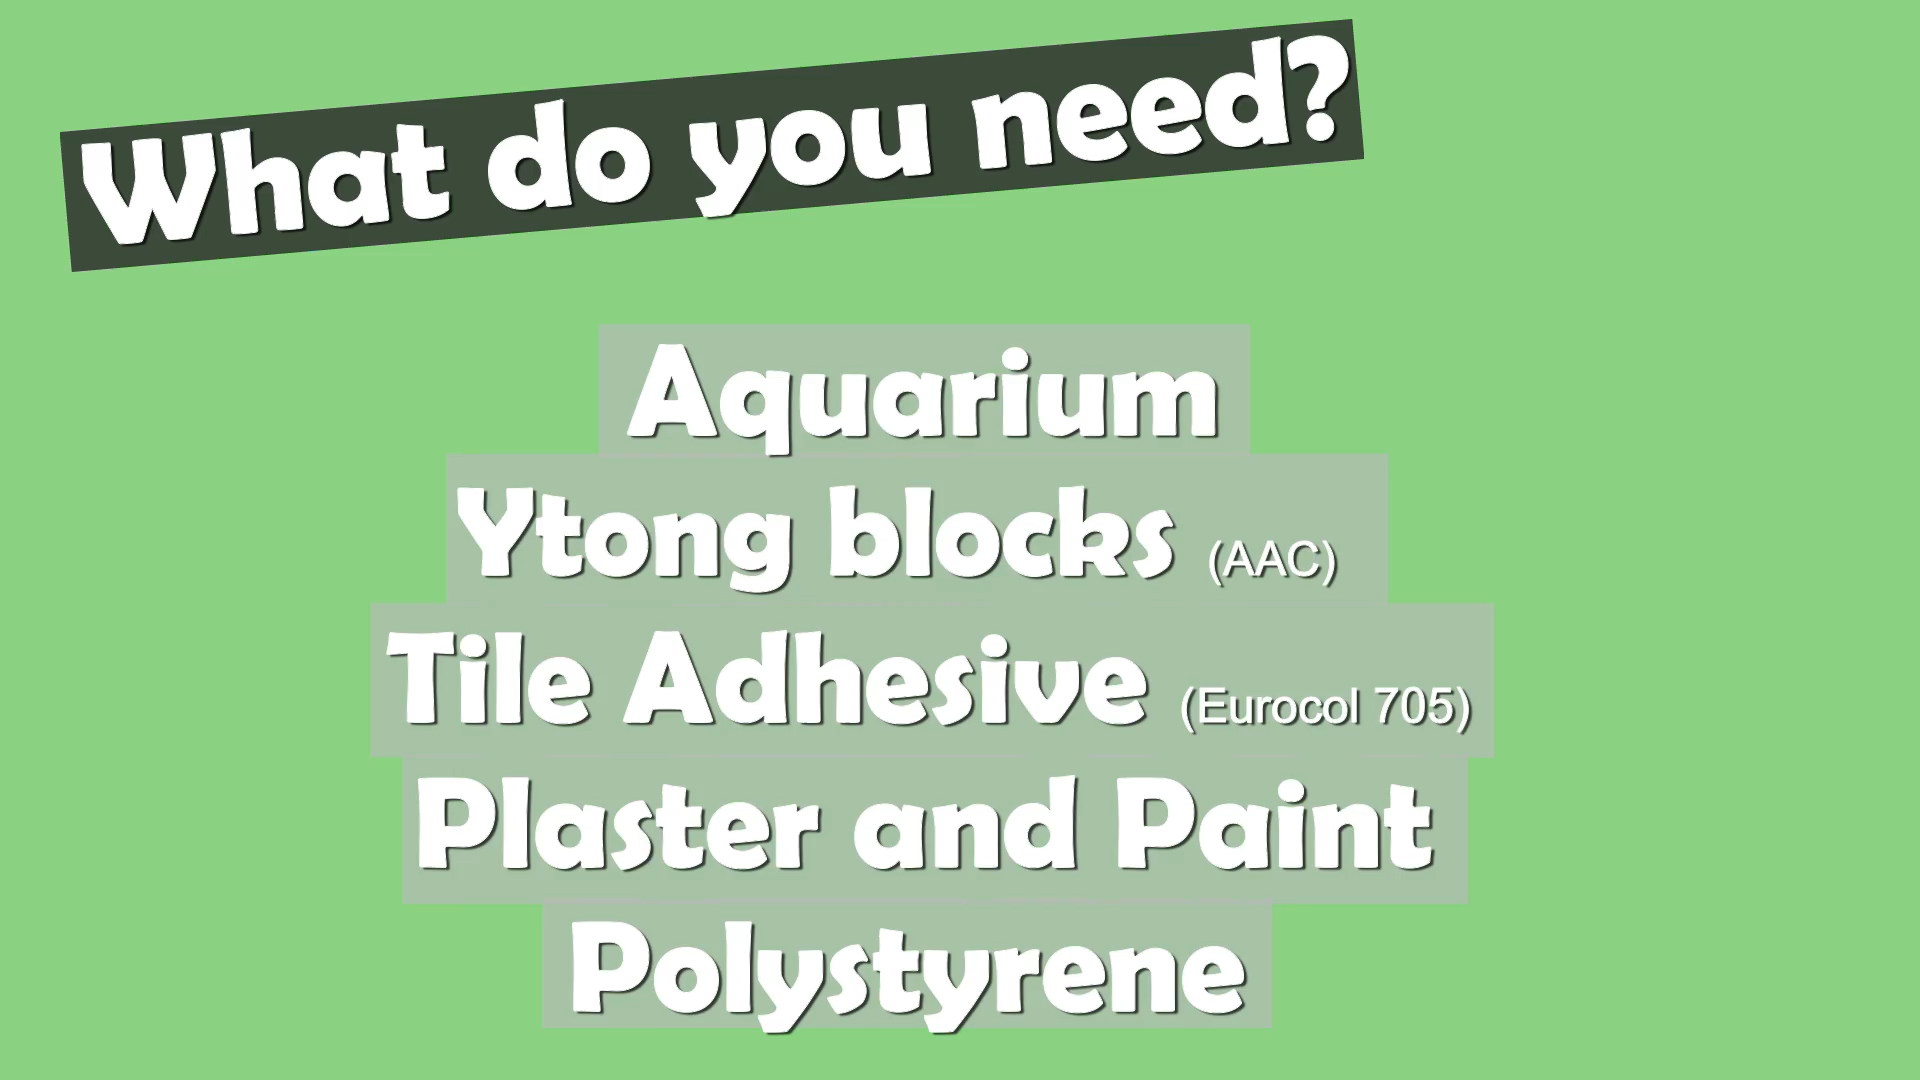 What do you need?
Aquarium
Ytong blocks (AAC)
Tile Adhesive (Eurocol 705)
Plaster and Paint
Polystyrene